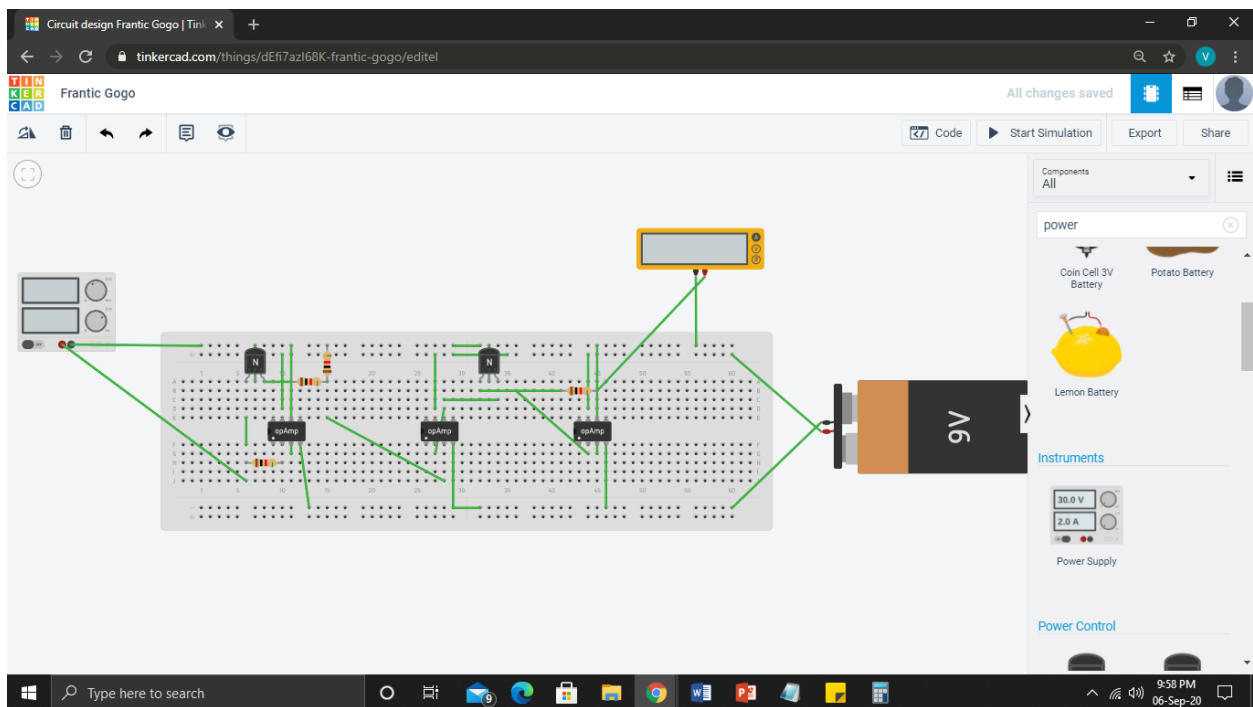 Circuit design Frantic Gogo | Tink
tinkercad.com/things/dEfi7azI68K-frantic-gogo/editel
V
TIN
KER
CAD
Frantic Gogo
All changes saved
Code
Start Simulation
Export
Share
Components
All
power
Coin Cell 3V
Battery
Potato Battery
Lemon Battery
Instruments
30.0 V
2.0 A
Power Supply
Power Control
N
N
opAmp
opAmp
opAmp
9V
Type here to search
9
9:58 PM
06-Sep-20